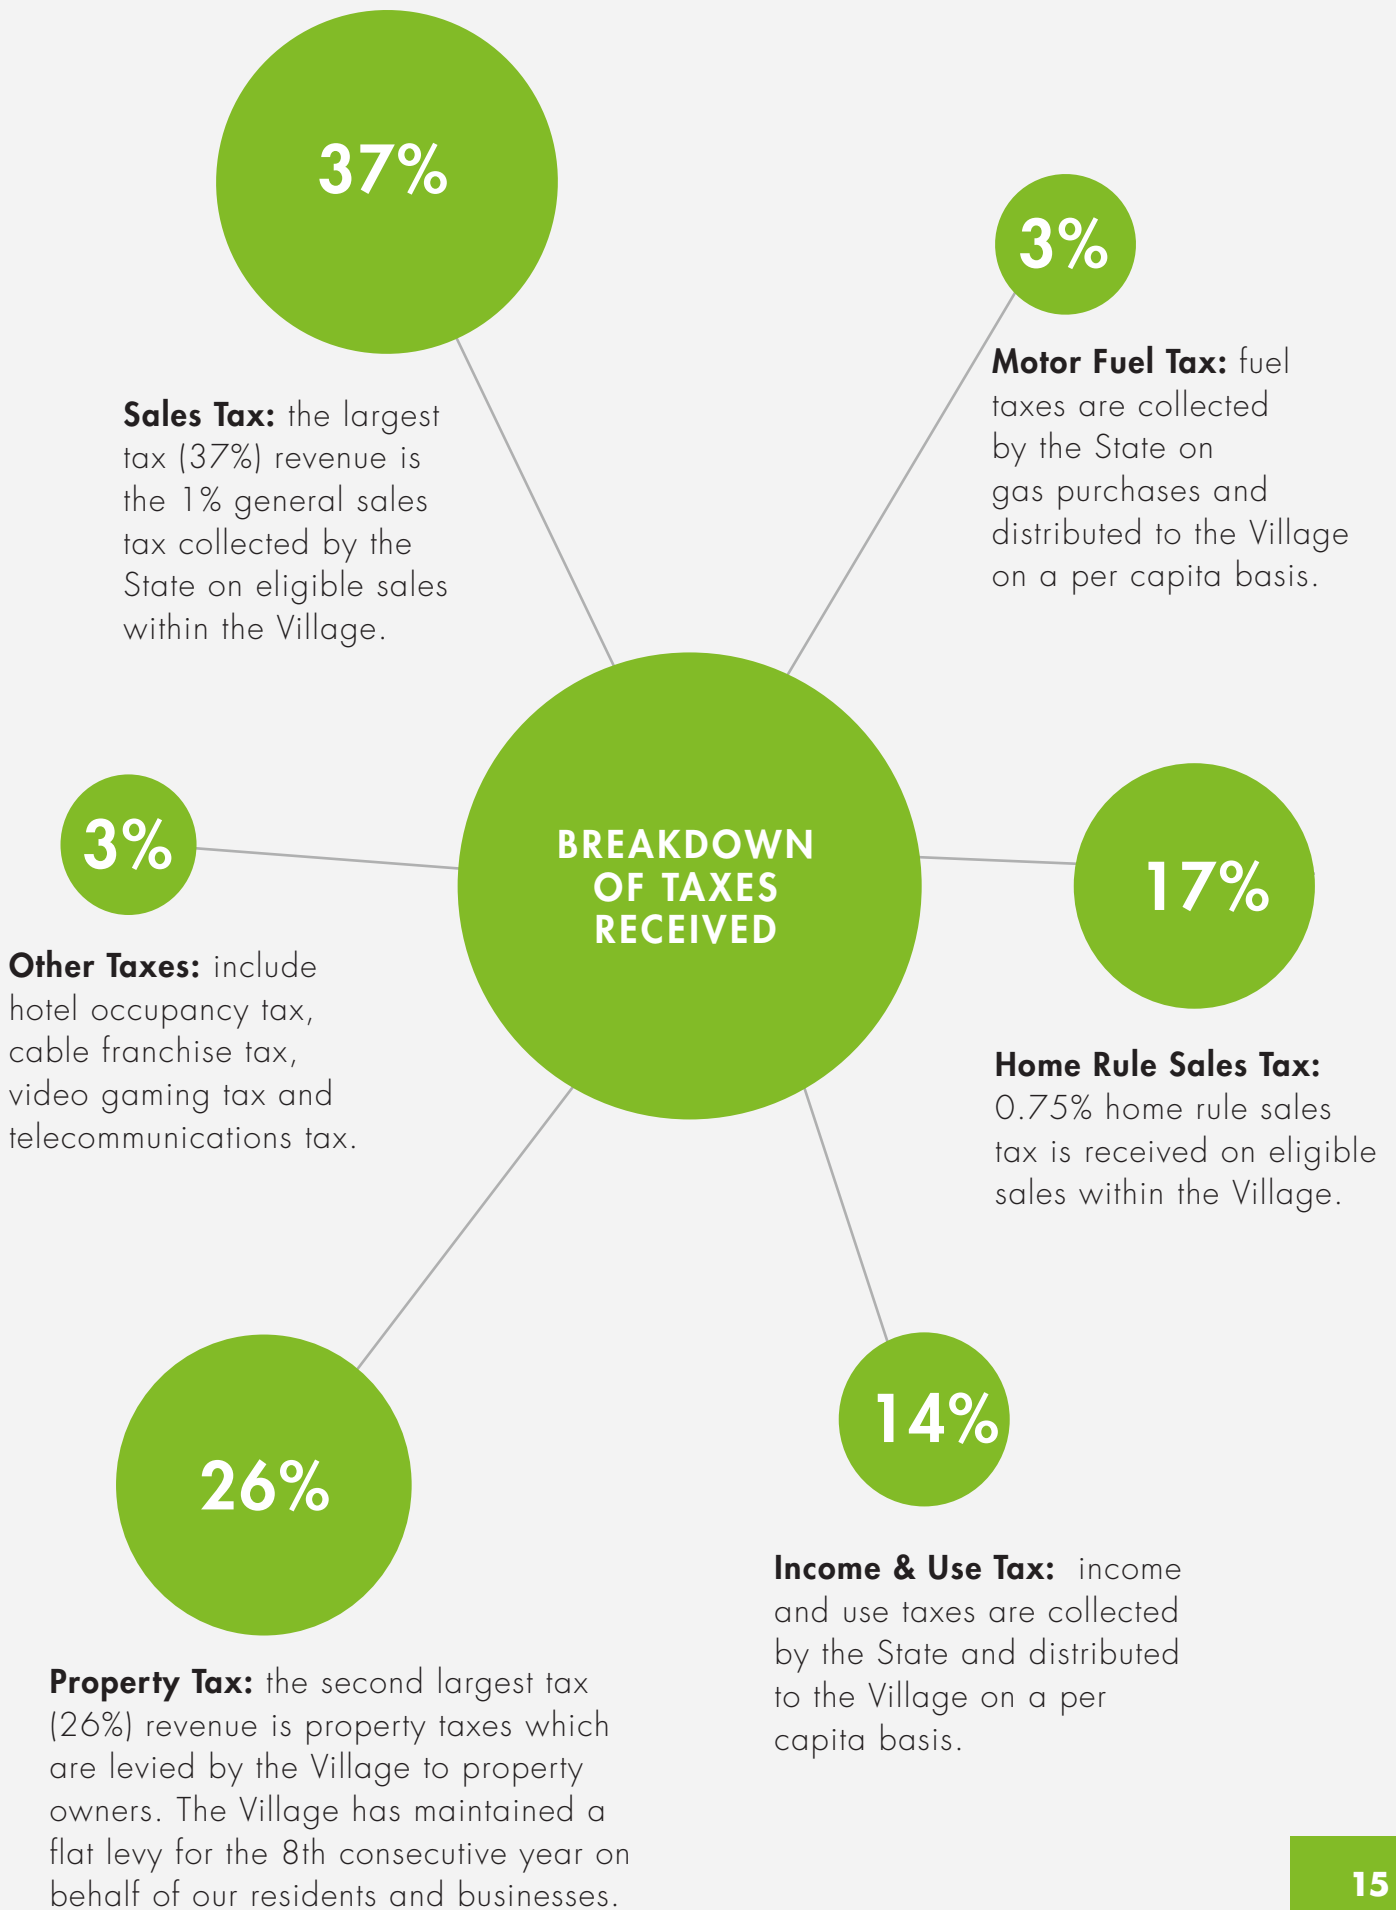 37%
Sales Tax: the largest
tax (37%) revenue is
the 1% general sales
tax collected by the
State on eligible sales
within the Village.
3%
Motor Fuel Tax: fuel
taxes are collected
by the State on
gas purchases and
distributed to the Village
on a per capita basis.
BREAKDOWN
OF TAXES
RECEIVED
3%
Other Taxes: include
hotel occupancy tax,
cable franchise tax,
video gaming tax and
telecommunications tax.
17%
Home Rule Sales Tax:
0.75% home rule sales
tax is received on eligible
sales within the Village.
26%
Property Tax: the second largest tax
(26%) revenue is property taxes which
are levied by the Village to property
owners. The Village has maintained a
flat levy for the 8th consecutive year on
behalf of our residents and businesses.
14%
Income & Use Tax: income
and use taxes are collected
by the State and distributed
to the Village on a per
capita basis.
15